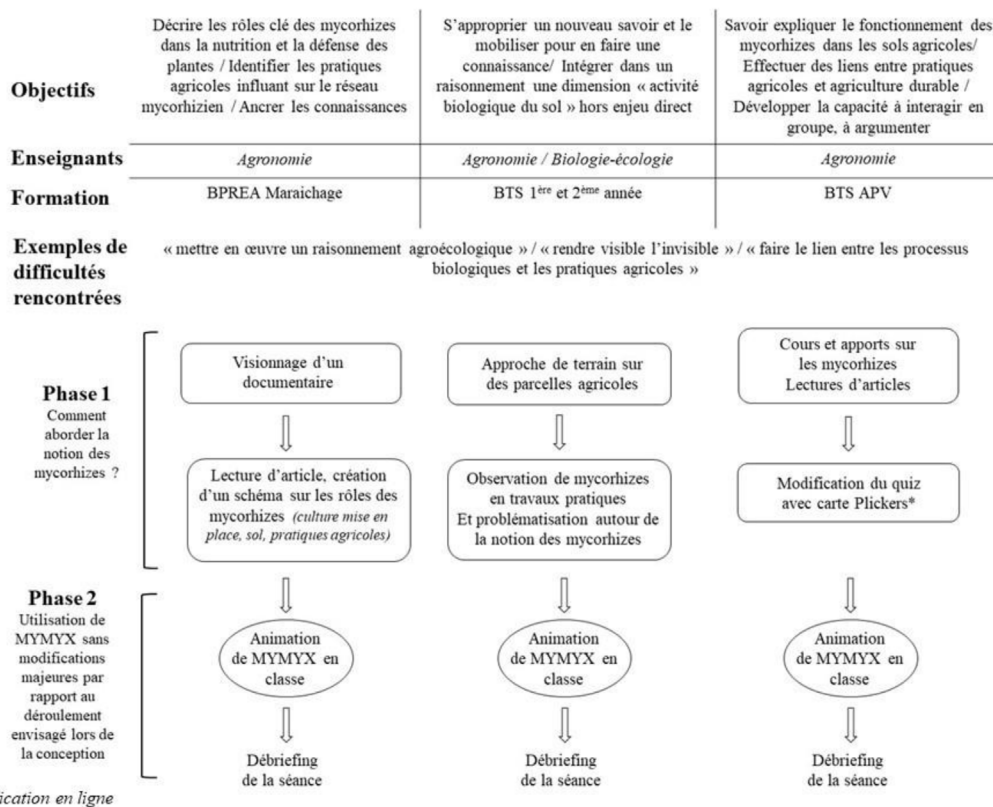 Objectifs
Décrire les rôles clé des mycorhizes
dans la nutrition et la défense des
plantes / Identifier les pratiques
agricoles influant sur le réseau
mycorhizien / Ancrer les connaissances
S’approprier un nouveau savoir et le
mobiliser pour en faire une
connaissance/ Intégrer dans un
raisonnement une dimension « activité
biologique du sol » hors enjeu direct
Savoir expliquer le fonctionnement des
mycorhizes dans les sols agricoles/
Effectuer des liens entre pratiques
agricoles et agriculture durable /
Développer la capacité à interagir en
groupe, à argumenter
Enseignants
Agronomie
Agronomie / Biologie-écologie
Agronomie
Formation
BPREA Maraichage
BTS 1ère et 2ème année
BTS APV
Exemples de
difficultés
rencontrées
« mettre en œuvre un raisonnement agroécologique » / « rendre visible l’invisible » / « faire le lien entre les processus
biologiques et les pratiques agricoles »
Phase 1
Comment
aborder la
notion des
mycorhizes ?
Visionnage d’un
documentaire
Approche de terrain sur
des parcelles agricoles
Cours et apports sur
les mycorhizes
Lectures d’articles
Lecture d’article, création
d’un schéma sur les rôles des
mycorhizes (culture mise en
place, sol, pratiques agricoles)
Observation de mycorhizes
en travaux pratiques
Et problématisation autour de
la notion des mycorhizes
Modification du quiz
avec carte Plickers*
Phase 2
Utilisation de
MYMYX sans
modifications
majeures par
rapport au
déroulement
envisagé lors de
la conception
Animation
de MYMYX en
classe
Animation
de MYMYX en
classe
Animation
de MYMYX en
classe
Débriefing
de la séance
Débriefing
de la séance
Débriefing
de la séance
ication en ligne